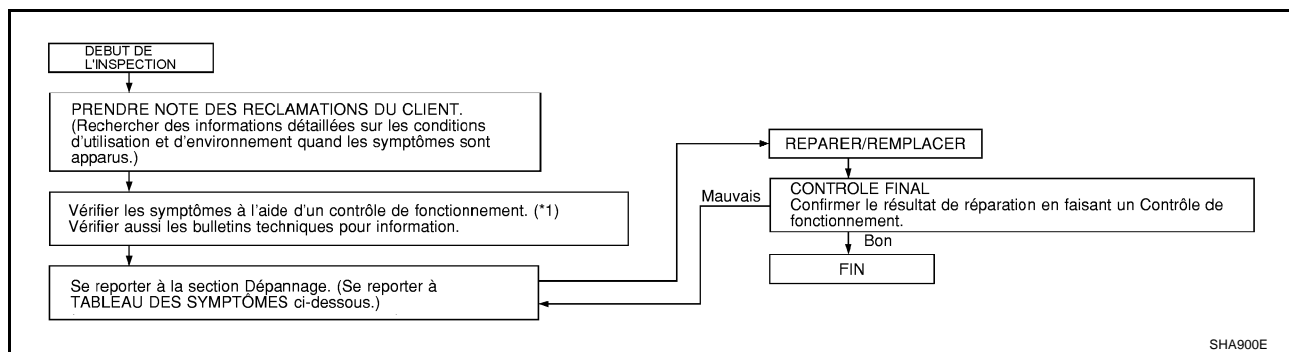 DEBUT DE
L'INSPECTION
PRENDRE NOTE DES RECLAMATIONS DU CLIENT.
(Rechercher des informations détaillées sur les conditions
d'utilisation et d'environnement quand les symptômes sont
apparus.)
Vérifier les symptômes à l'aide d'un contrôle de fonctionnement. (*1)
Vérifier aussi les bulletins techniques pour information.
Se reporter à la section Dépannage. (Se reporter à
TABLEAU DES SYMPTÔMES ci-dessous.)
REPARER/REMPLACER
Mauvais
CONTROLE FINAL
Confirmer le résultat de réparation en faisant un Contrôle de
fonctionnement.
Bon
FIN
SHA900E